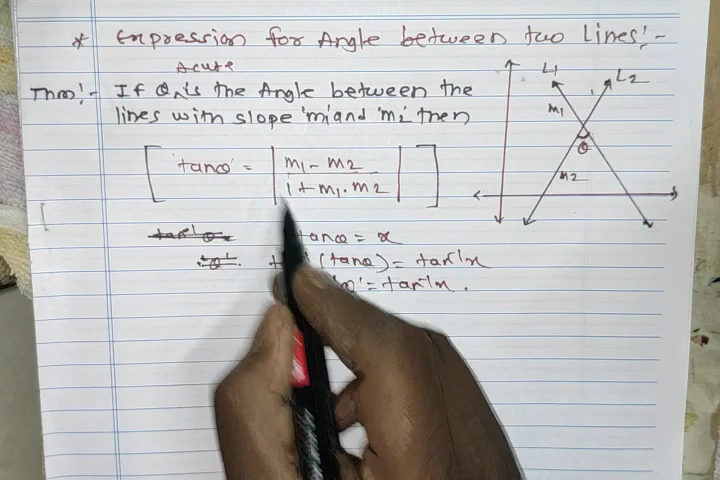 * Expression for Angle between two lines:-
Acute
Thm:- If θ is the Angle between the
lines with slope 'm1' and 'm2' then
[ 'tanθ' = | m1 - m2 / 1 + m1 . m2 | ]
tanθ = x
(tanθ) = tan⁻¹x
'θ' = tan⁻¹x .
L1
L2
m1
θ
m2